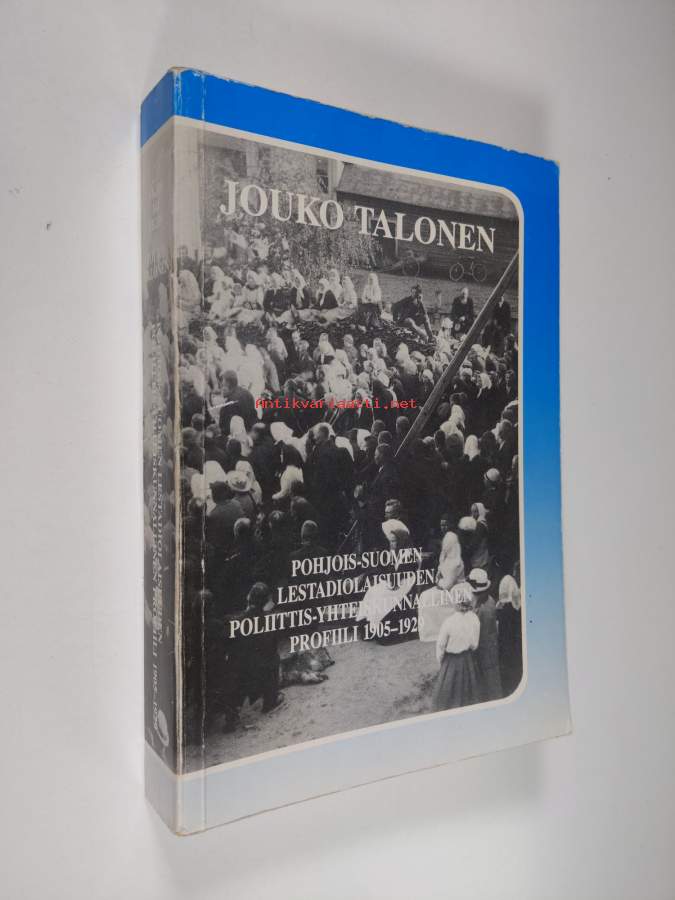 JOUKO TALONEN
antikvariaatti.net
POHJOIS-SUOMEN
LESTADIOLAISUUDEN
POLIITTIS-YHTEISKUNNALLINEN
PROFIILI 1905–1929